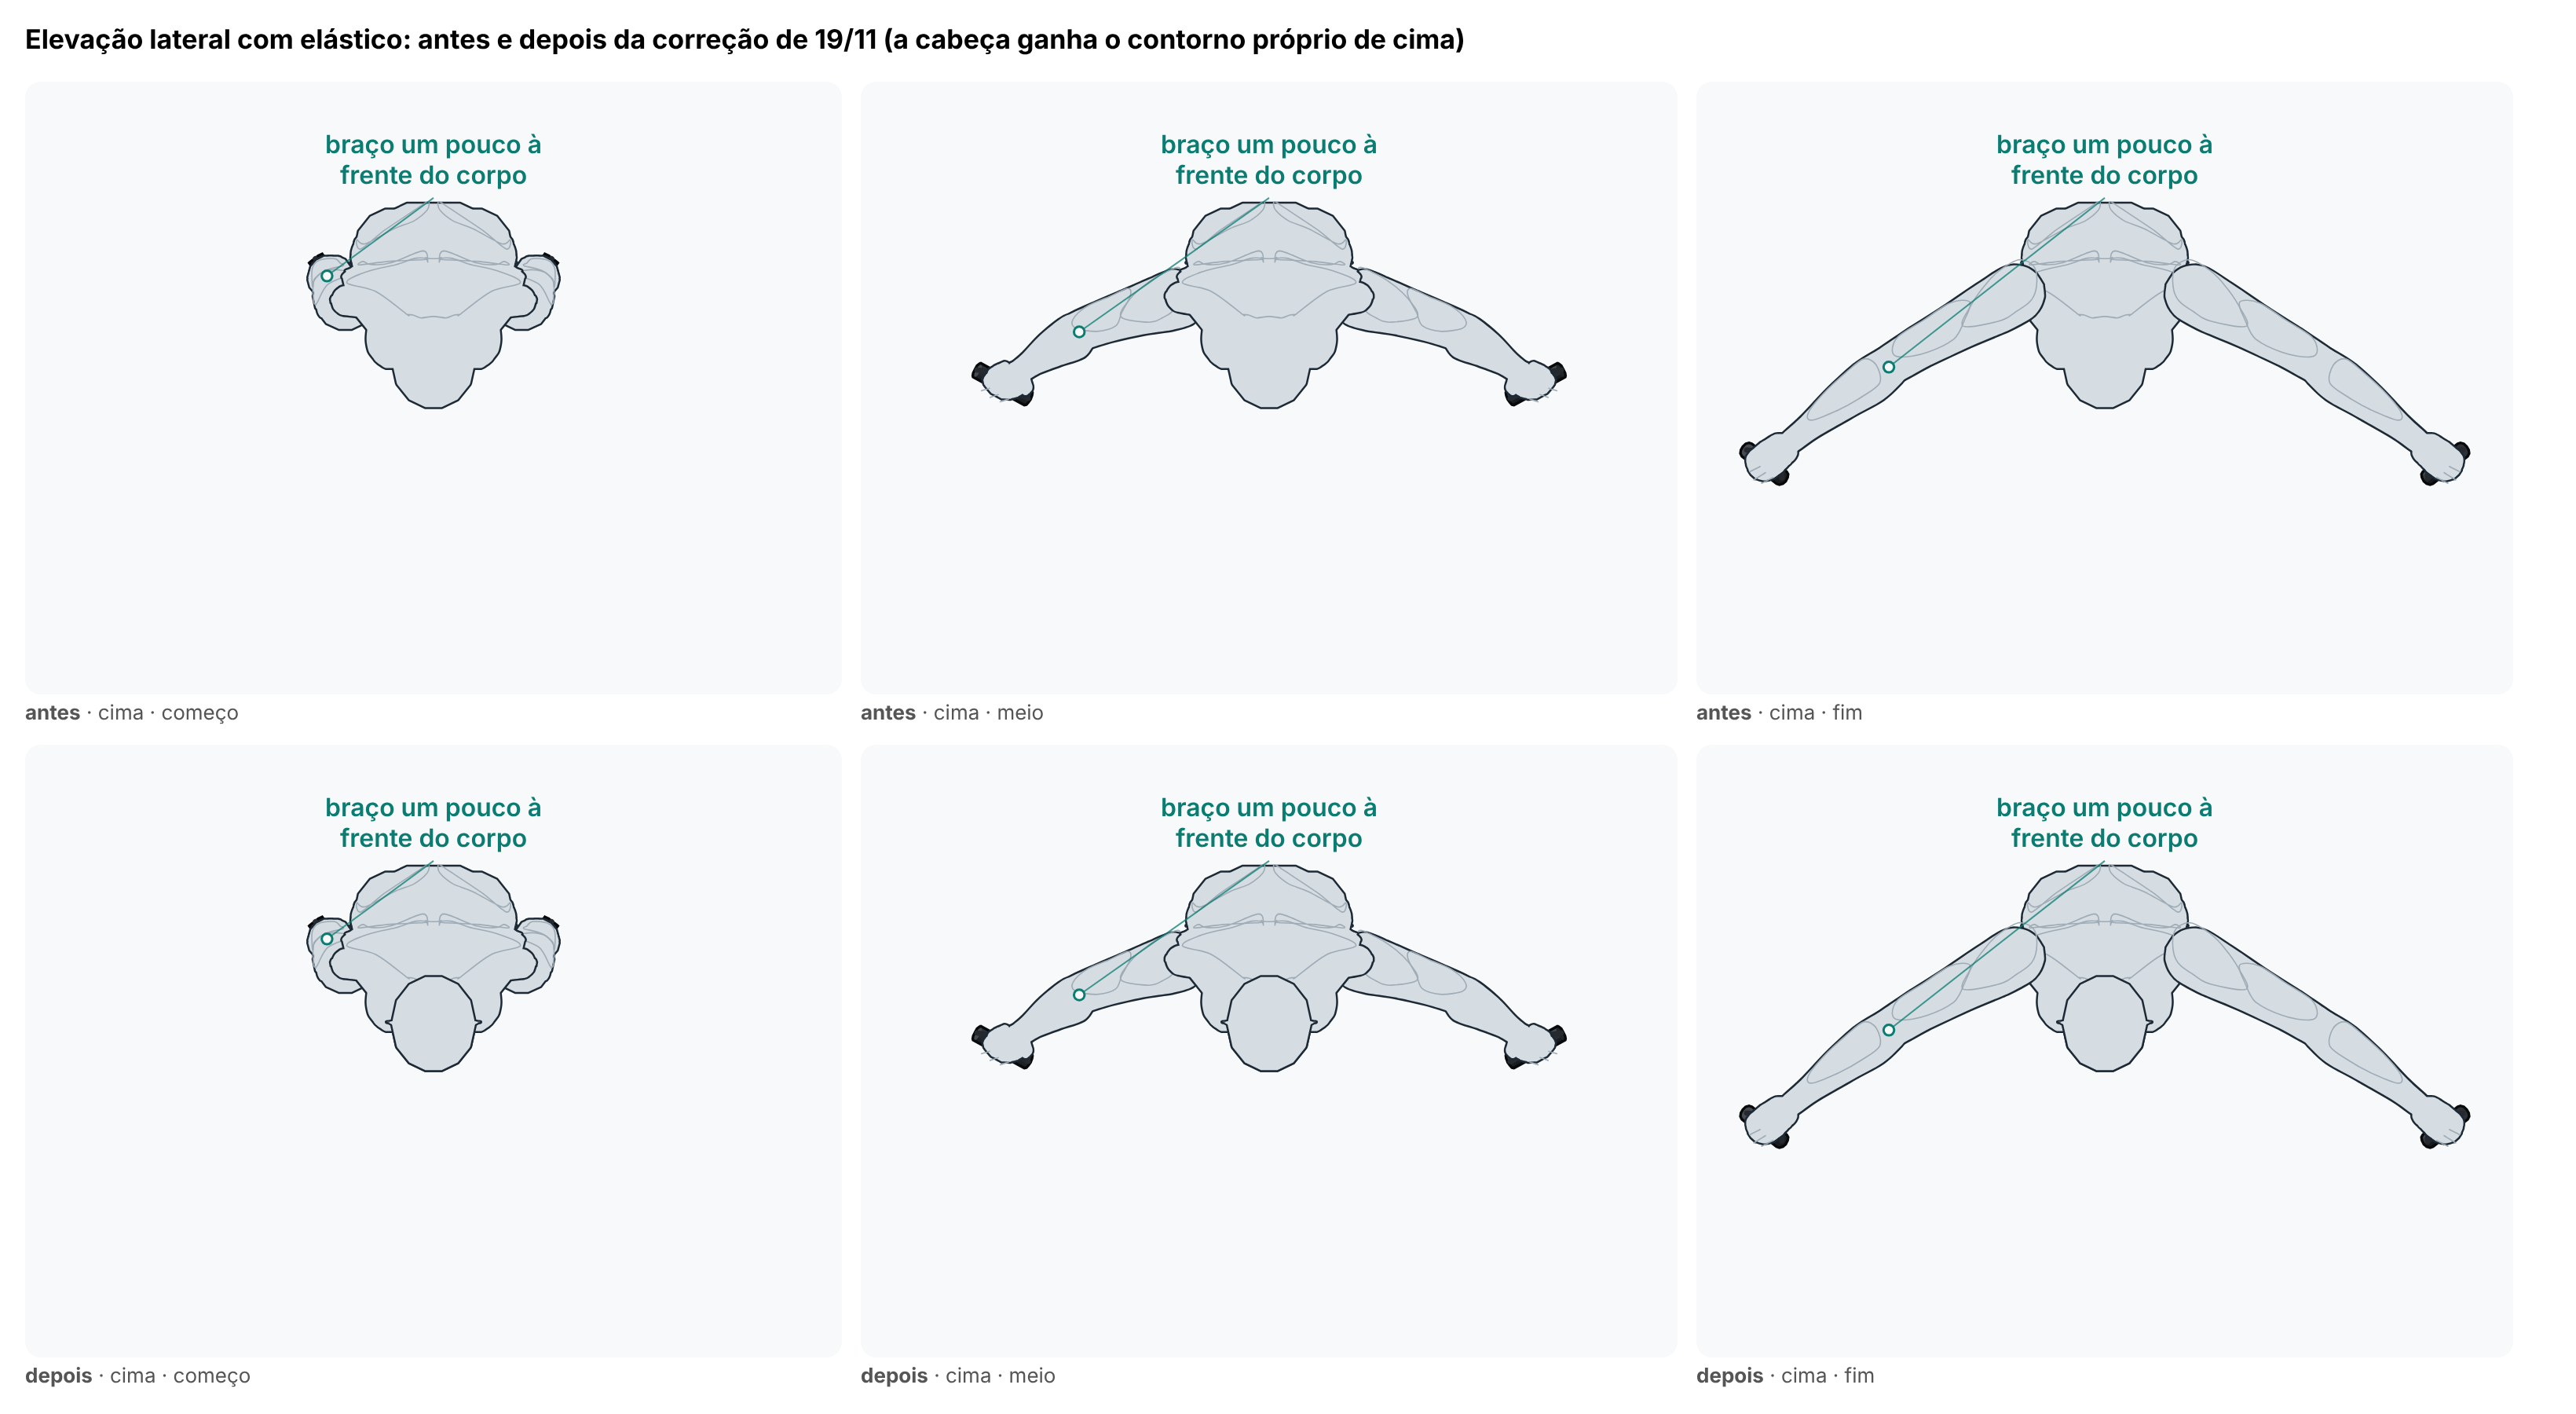 Elevação lateral com elástico: antes e depois da correção de 19/11 (a cabeça ganha o contorno próprio de cima)
braço um pouco à
frente do corpo
braço um pouco à
frente do corpo
braço um pouco à
frente do corpo
antes · cima · começo
antes · cima · meio
antes · cima · fim
braço um pouco à
frente do corpo
braço um pouco à
frente do corpo
braço um pouco à
frente do corpo
depois · cima · começo
depois · cima · meio
depois · cima · fim